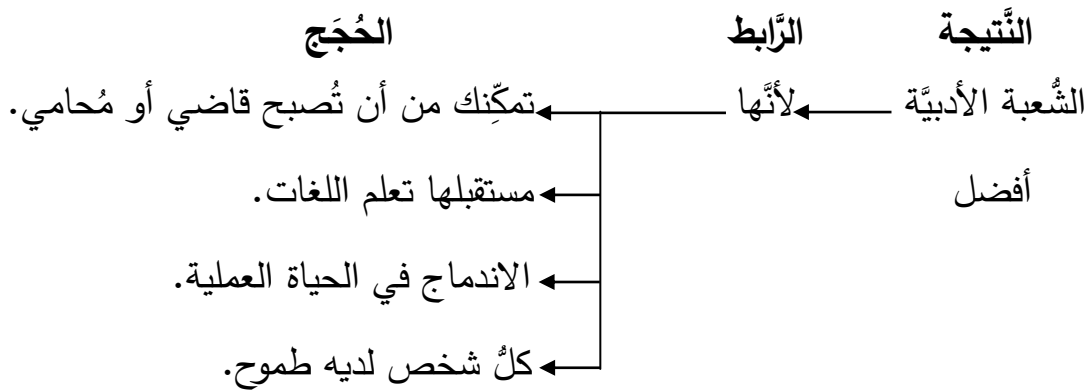 النَّتيجة الرَّابط الحُجَج
الشُّعبة الأدبيَّة لأنَّها تمكّنِك من أن تُصبح قاضي أو مُحامي.
أفضل مستقبلها تعلم اللغات.
الاندماج في الحياة العملية.
كلُّ شخص لديه طموح.